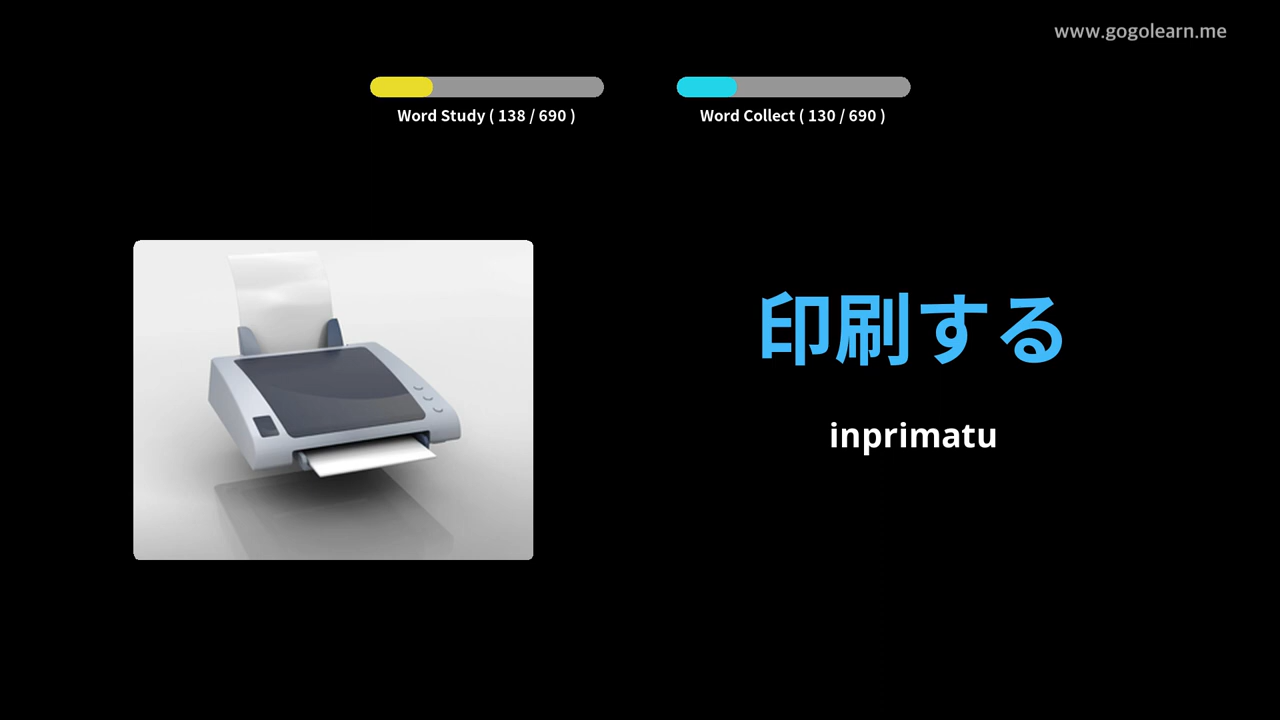 www.gogolearn.me
Word Study ( 138 / 690 )
Word Collect ( 130 / 690 )
印刷する
inprimatu